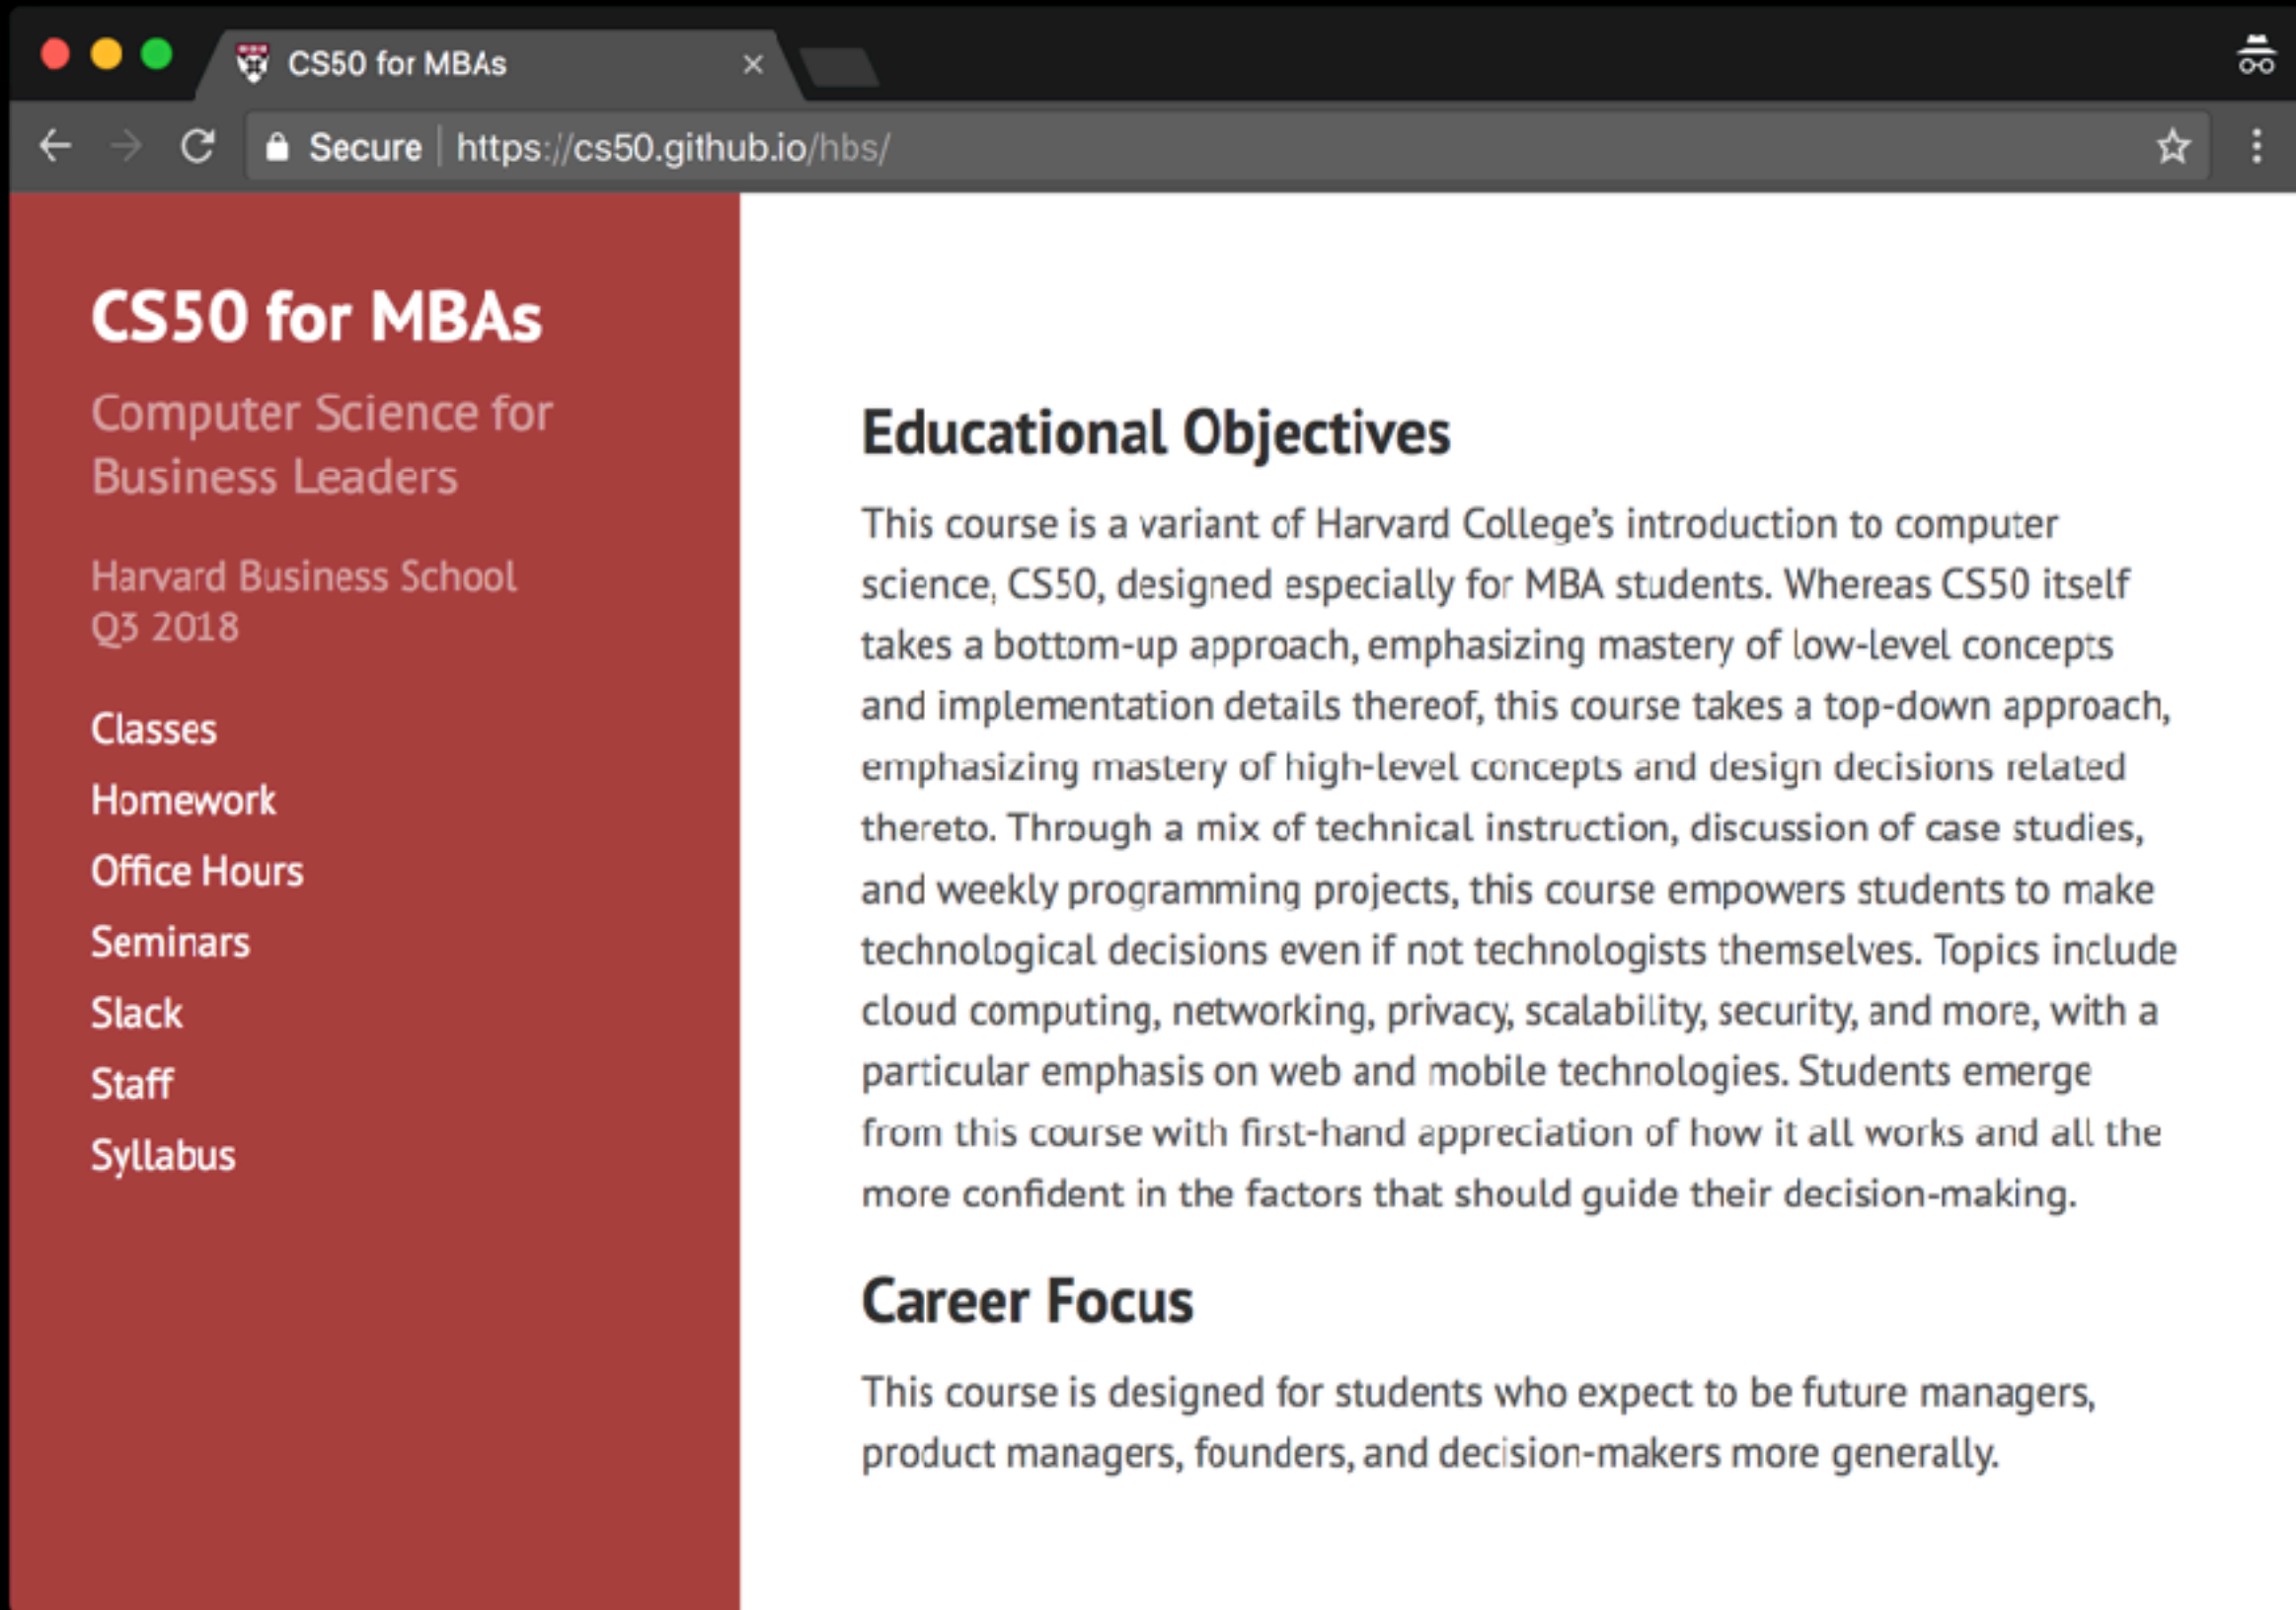 CS50 for MBAs
Secure
https://cs50.github.io/hbs/
CS50 for MBAs
Computer Science for
Business Leaders
Harvard Business School
Q3 2018
Classes
Homework
Office Hours
Seminars
Slack
Staff
Syllabus
Educational Objectives
This course is a variant of Harvard College’s introduction to computer
science, CS50, designed especially for MBA students. Whereas CS50 itself
takes a bottom-up approach, emphasizing mastery of low-level concepts
and implementation details thereof, this course takes a top-down approach,
emphasizing mastery of high-level concepts and design decisions related
thereto. Through a mix of technical instruction, discussion of case studies,
and weekly programming projects, this course empowers students to make
technological decisions even if not technologists themselves. Topics include
cloud computing, networking, privacy, scalability, security, and more, with a
particular emphasis on web and mobile technologies. Students emerge
from this course with first-hand appreciation of how it all works and all the
more confident in the factors that should guide their decision-making.
Career Focus
This course is designed for students who expect to be future managers,
product managers, founders, and decision-makers more generally.